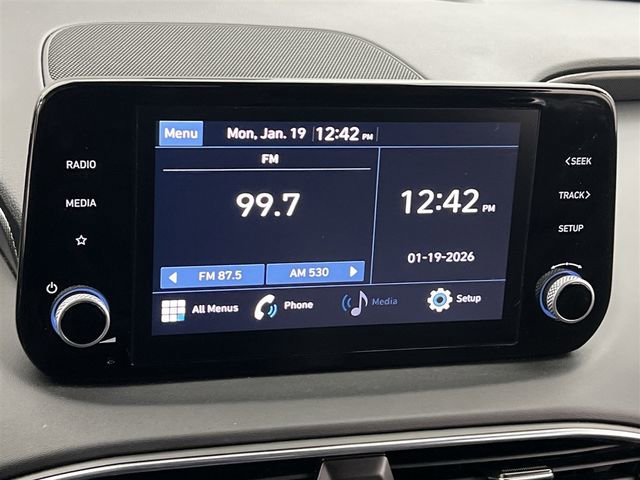 Menu Mon, Jan. 19 12:42 PM
RADIO
MEDIA
FM
99.7
FM 87.5 AM 530
12:42 PM
01-19-2026
All Menus Phone Media Setup
<SEEK
TRACK>
SETUP